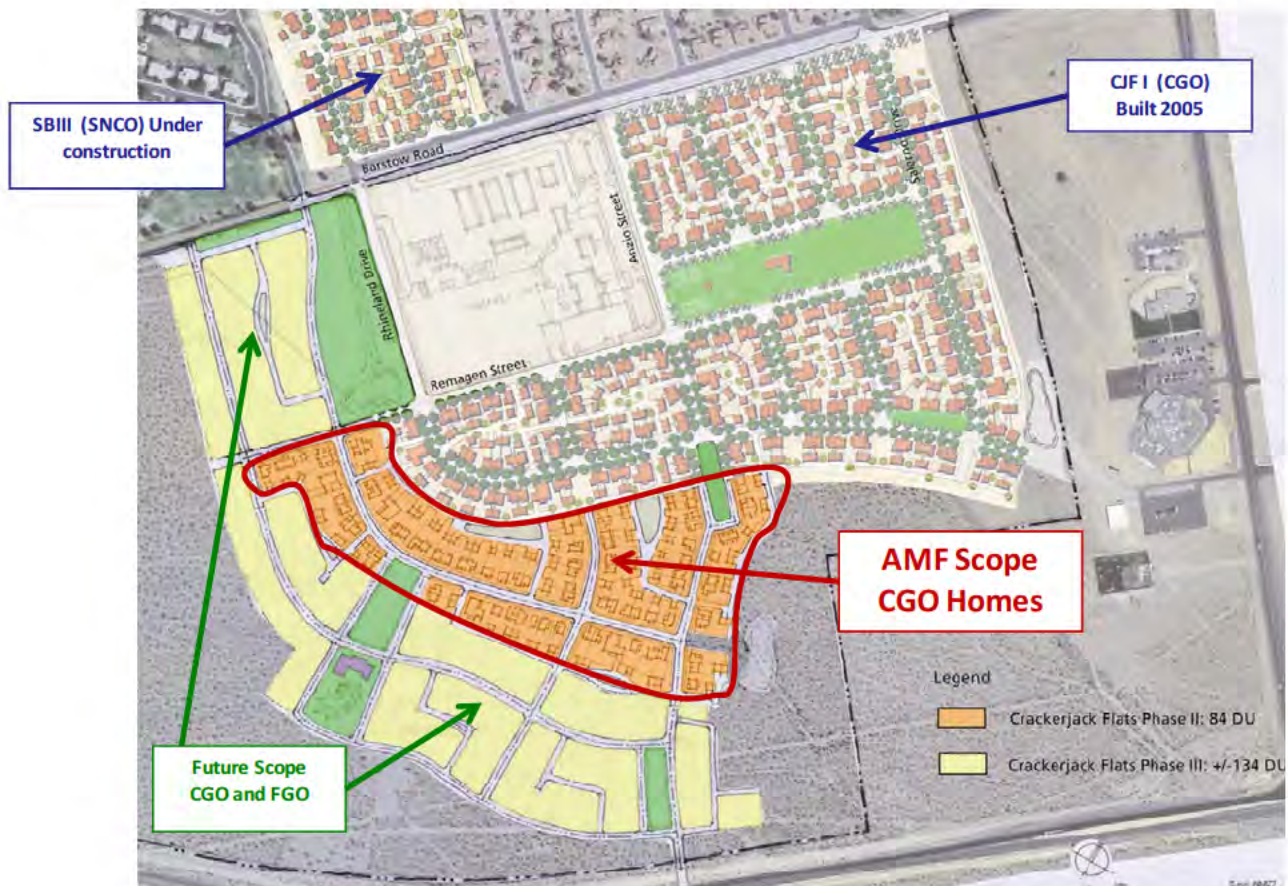 SBIII (SNCO) Under
construction
CJF I (CGO)
Built 2005
Barstow Road
Anzio Street
Rhineland Drive
Remagen Street
AMF Scope
CGO Homes
Legend
Crackerjack Flats Phase II: 84 DU
Crackerjack Flats Phase III: +/-134 DU
Future Scope
CGO and FGO